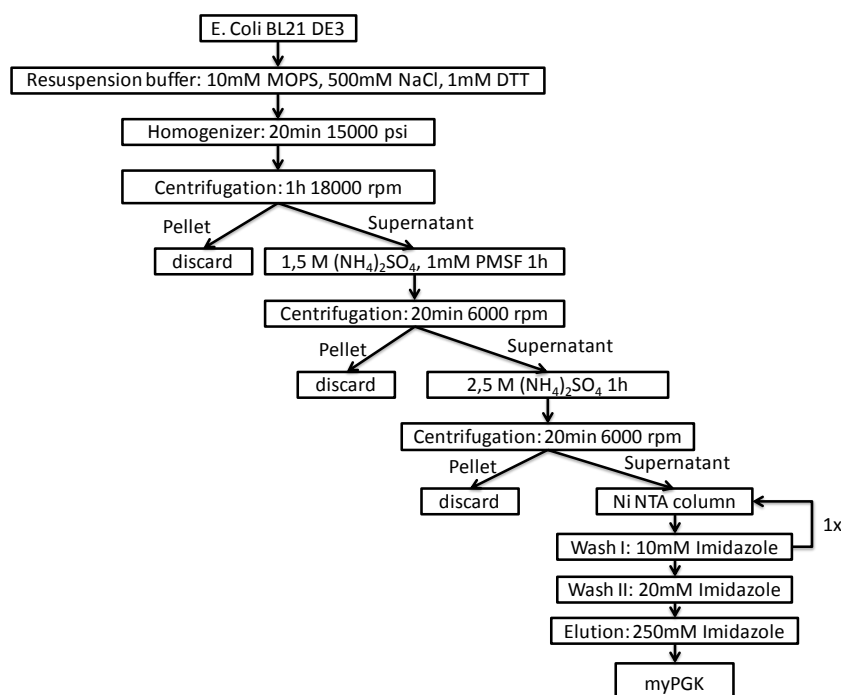 E. Coli BL21 DE3
Resuspension buffer: 10mM MOPS, 500mM NaCl, 1mM DTT
Homogenizer: 20min 15000 psi
Centrifugation: 1h 18000 rpm
Pellet
Supernatant
discard
1,5 M (NH₄)₂SO₄, 1mM PMSF 1h
Centrifugation: 20min 6000 rpm
Pellet
Supernatant
discard
2,5 M (NH₄)₂SO₄ 1h
Centrifugation: 20min 6000 rpm
Pellet
Supernatant
discard
Ni NTA column
1x
Wash I: 10mM Imidazole
Wash II: 20mM Imidazole
Elution: 250mM Imidazole
myPGK